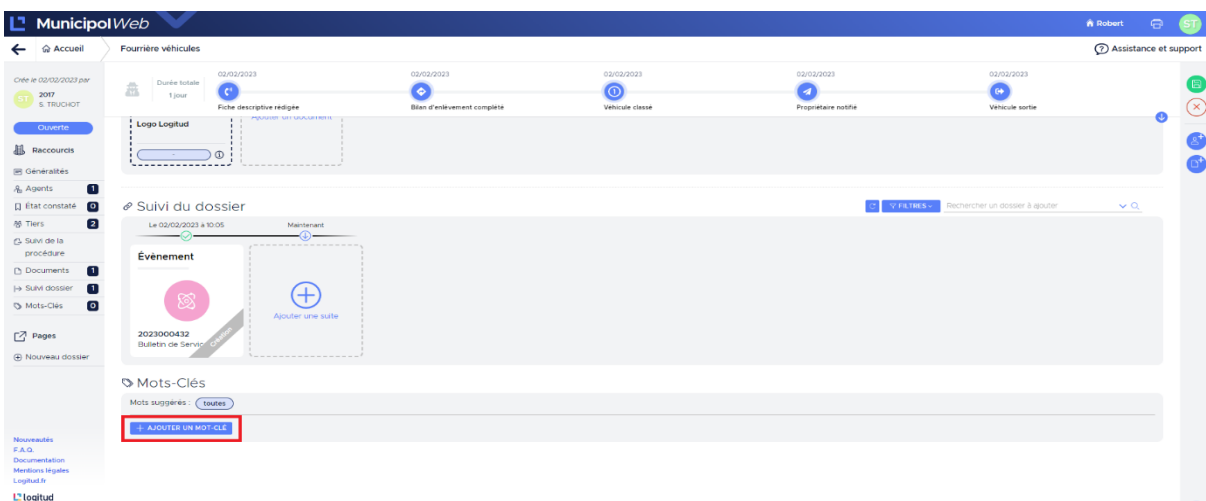 MunicipolWeb
Robert
ST
Accueil
Fourrière véhicules
Assistance et support
Crée le 02/02/2023 par
ST
2017
S. TRUCHOT
Ouverte
Raccourcis
Généralités
Agents 1
État constaté 0
Tiers 2
Suivi de la
procédure
Documents 1
Suivi dossier 1
Mots-Clés 0
Pages
Nouveau dossier
Nouveautés
F.A.Q.
Documentation
Mentions légales
Logitud.fr
logitud
Durée totale
1 jour
02/02/2023
Fiche descriptive rédigée
02/02/2023
Bilan d'enlèvement complété
02/02/2023
Véhicule classé
02/02/2023
Propriétaire notifié
02/02/2023
Véhicule sortie
Logo Logitud
-
Ajouter un document
Suivi du dossier
FILTRES
Rechercher un dossier à ajouter
Le 02/02/2023 à 10:05
Maintenant
Évènement
2023000432
Bulletin de Servic
Création
Ajouter une suite
Mots-Clés
Mots suggérés : toutes
+ AJOUTER UN MOT-CLÉ